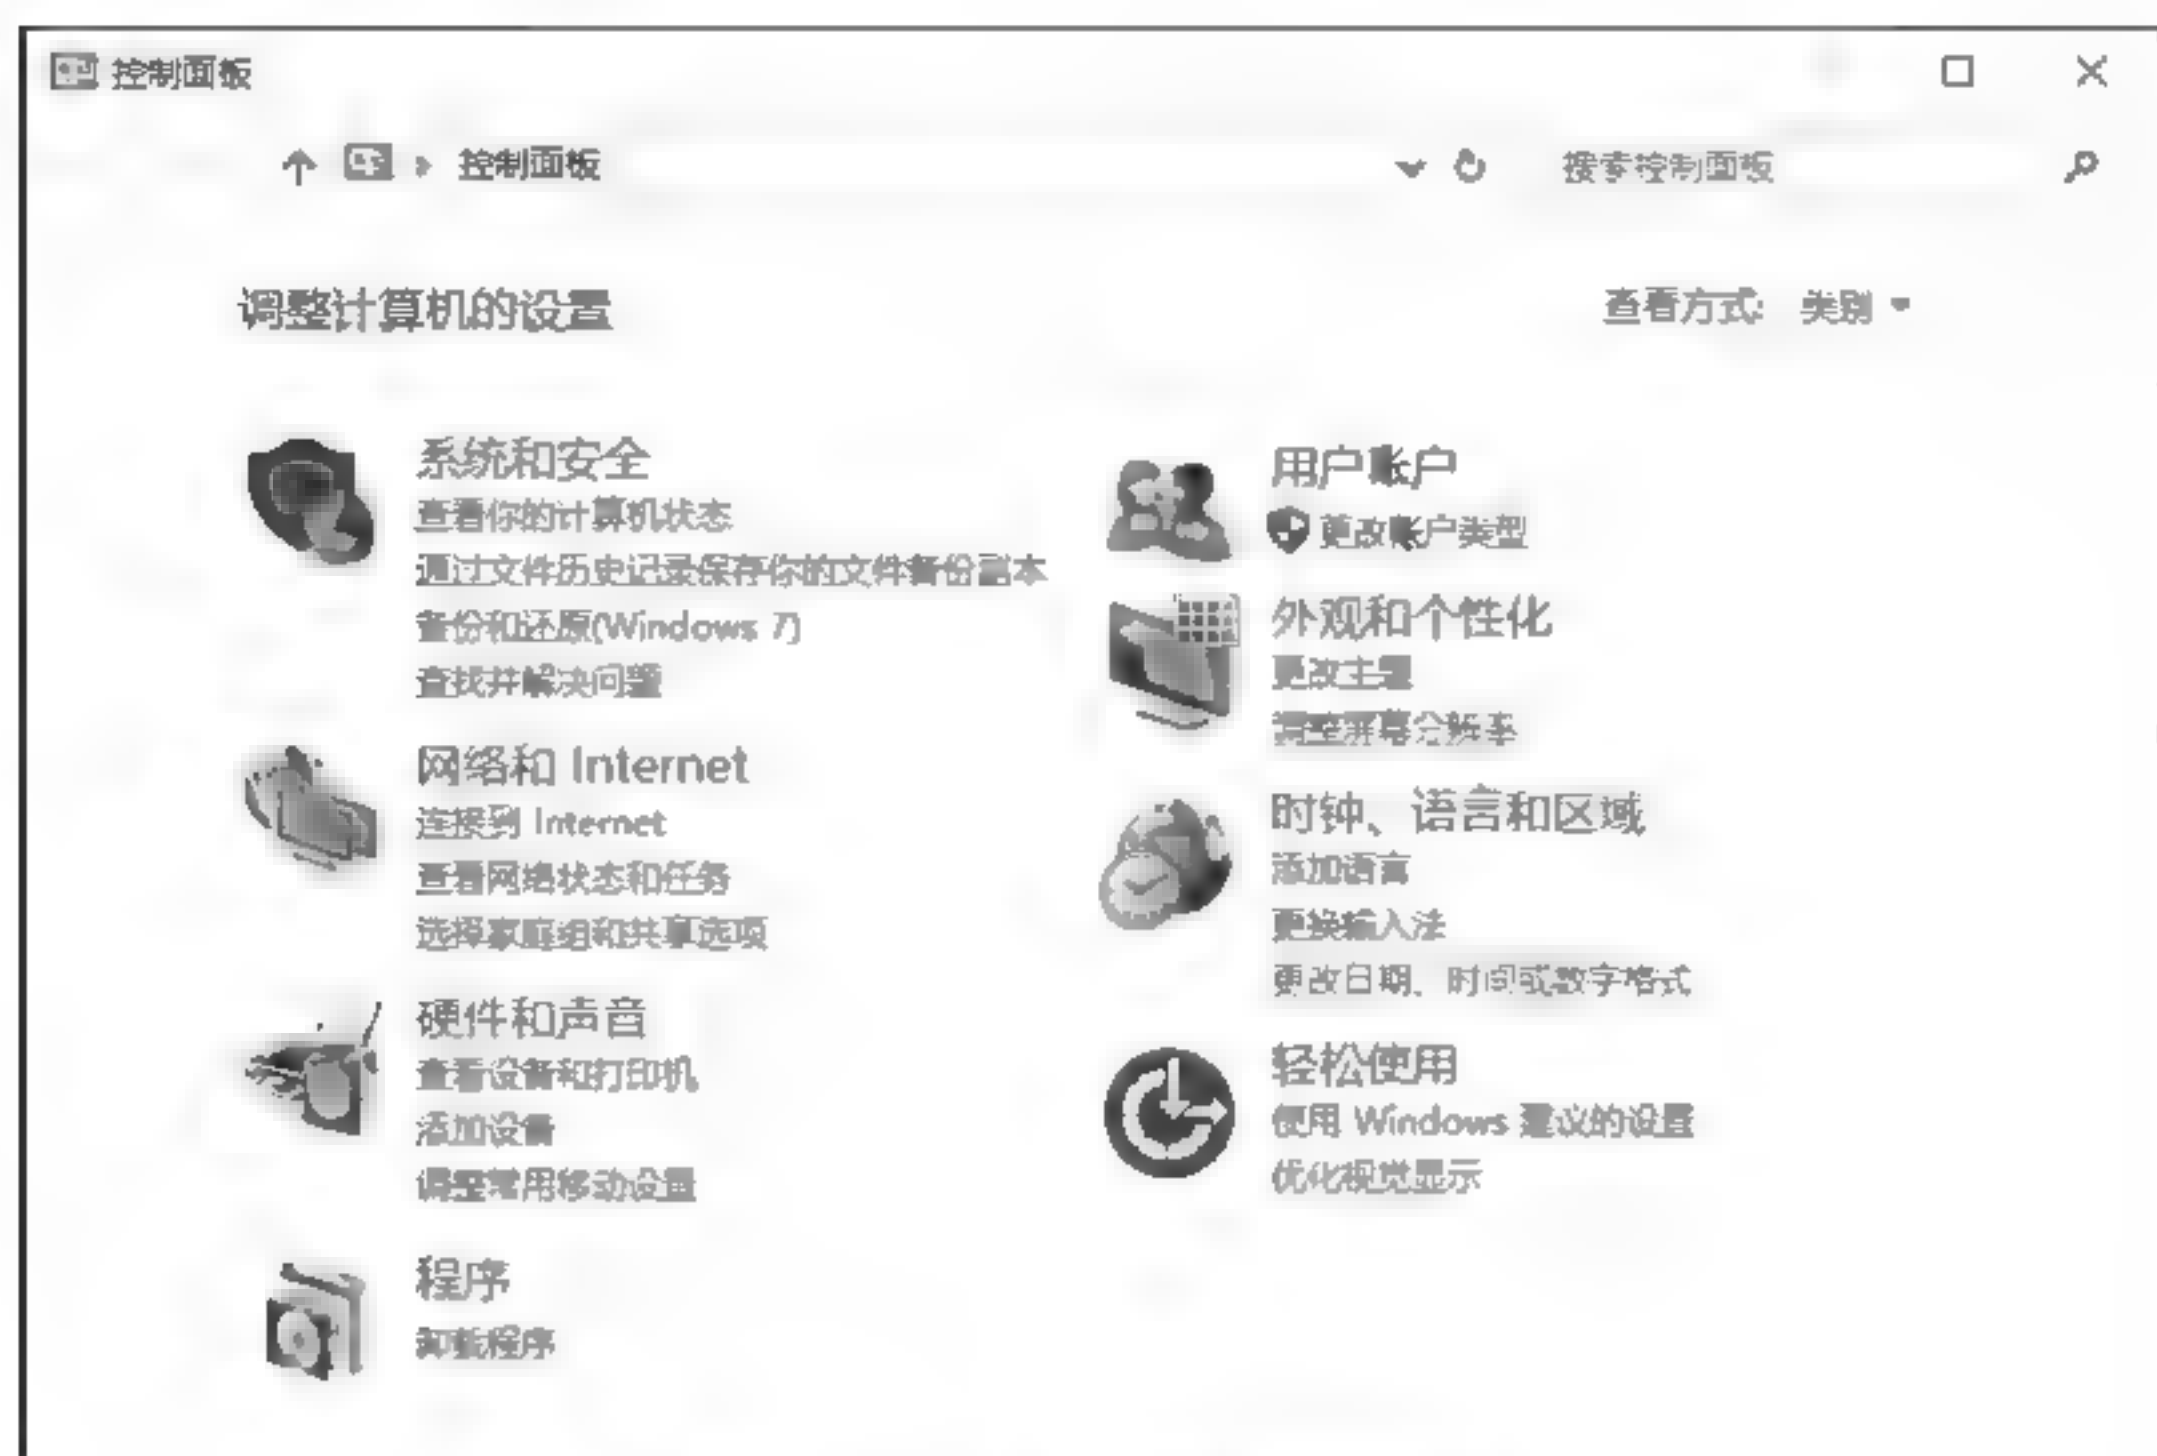 控制面板
控制面板
搜索控制面板
调整计算机的设置
查看方式: 类别
系统和安全
查看你的计算机状态
通过文件历史记录保存你的文件备份副本
备份和还原(Windows 7)
查找并解决问题
网络和 Internet
连接到 Internet
查看网络状态和任务
选择家庭组和共享选项
硬件和声音
查看设备和打印机
添加设备
调整常用移动设置
程序
卸载程序
用户账户
更改账户类型
外观和个性化
更改主题
调整屏幕分辨率
时钟、语言和区域
添加语言
更换输入法
更改日期、时间或数字格式
轻松使用
使用 Windows 建议的设置
优化视觉显示